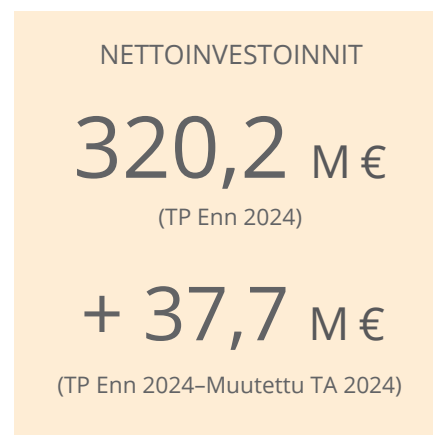 NETTOINVESTOINNIT
320,2 M €
(TP Enn 2024)
+ 37,7 M €
(TP Enn 2024–Muutettu TA 2024)